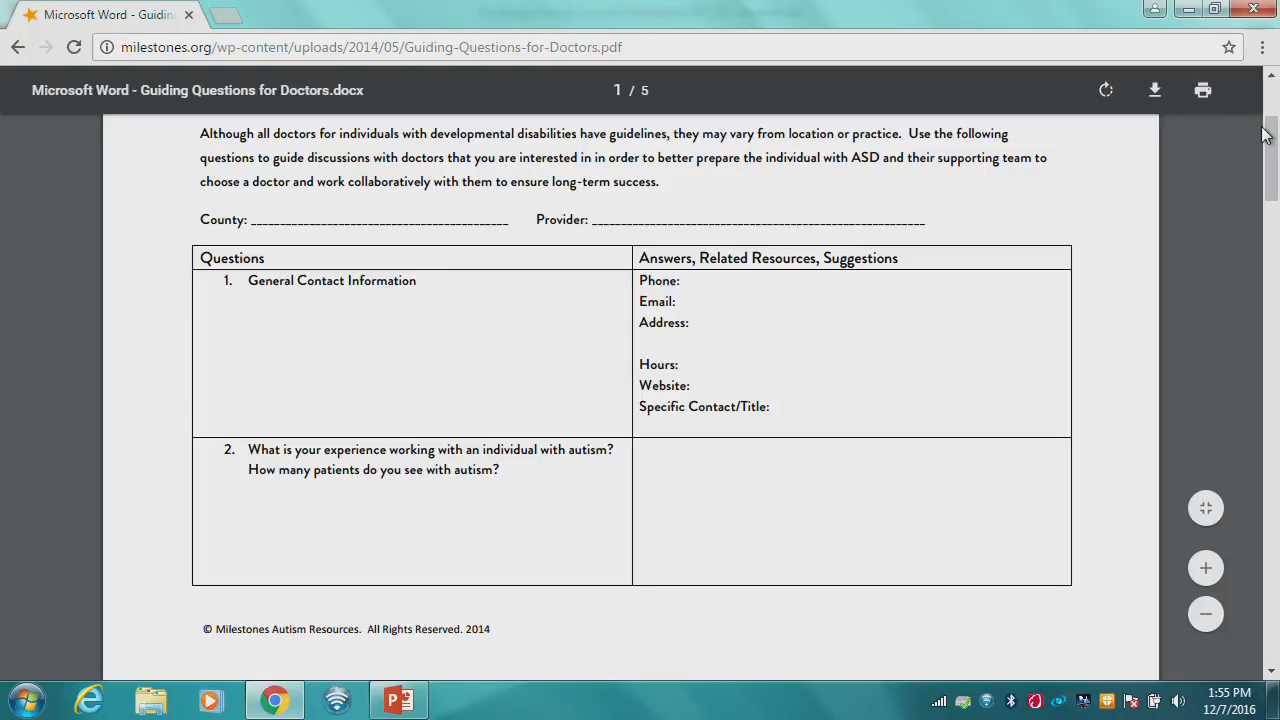 Microsoft Word - Guidin
milestones.org/wp-content/uploads/2014/05/Guiding-Questions-for-Doctors.pdf
Microsoft Word - Guiding Questions for Doctors.docx
1 / 5
Although all doctors for individuals with developmental disabilities have guidelines, they may vary from location or practice. Use the following
questions to guide discussions with doctors that you are interested in in order to better prepare the individual with ASD and their supporting team to
choose a doctor and work collaboratively with them to ensure long-term success.
County: _______________________________________ Provider: ___________________________________________________
Questions
Answers, Related Resources, Suggestions
1. General Contact Information
Phone:
Email:
Address:
Hours:
Website:
Specific Contact/Title:
2. What is your experience working with an individual with autism?
How many patients do you see with autism?
© Milestones Autism Resources. All Rights Reserved. 2014
1:55 PM
12/7/2016